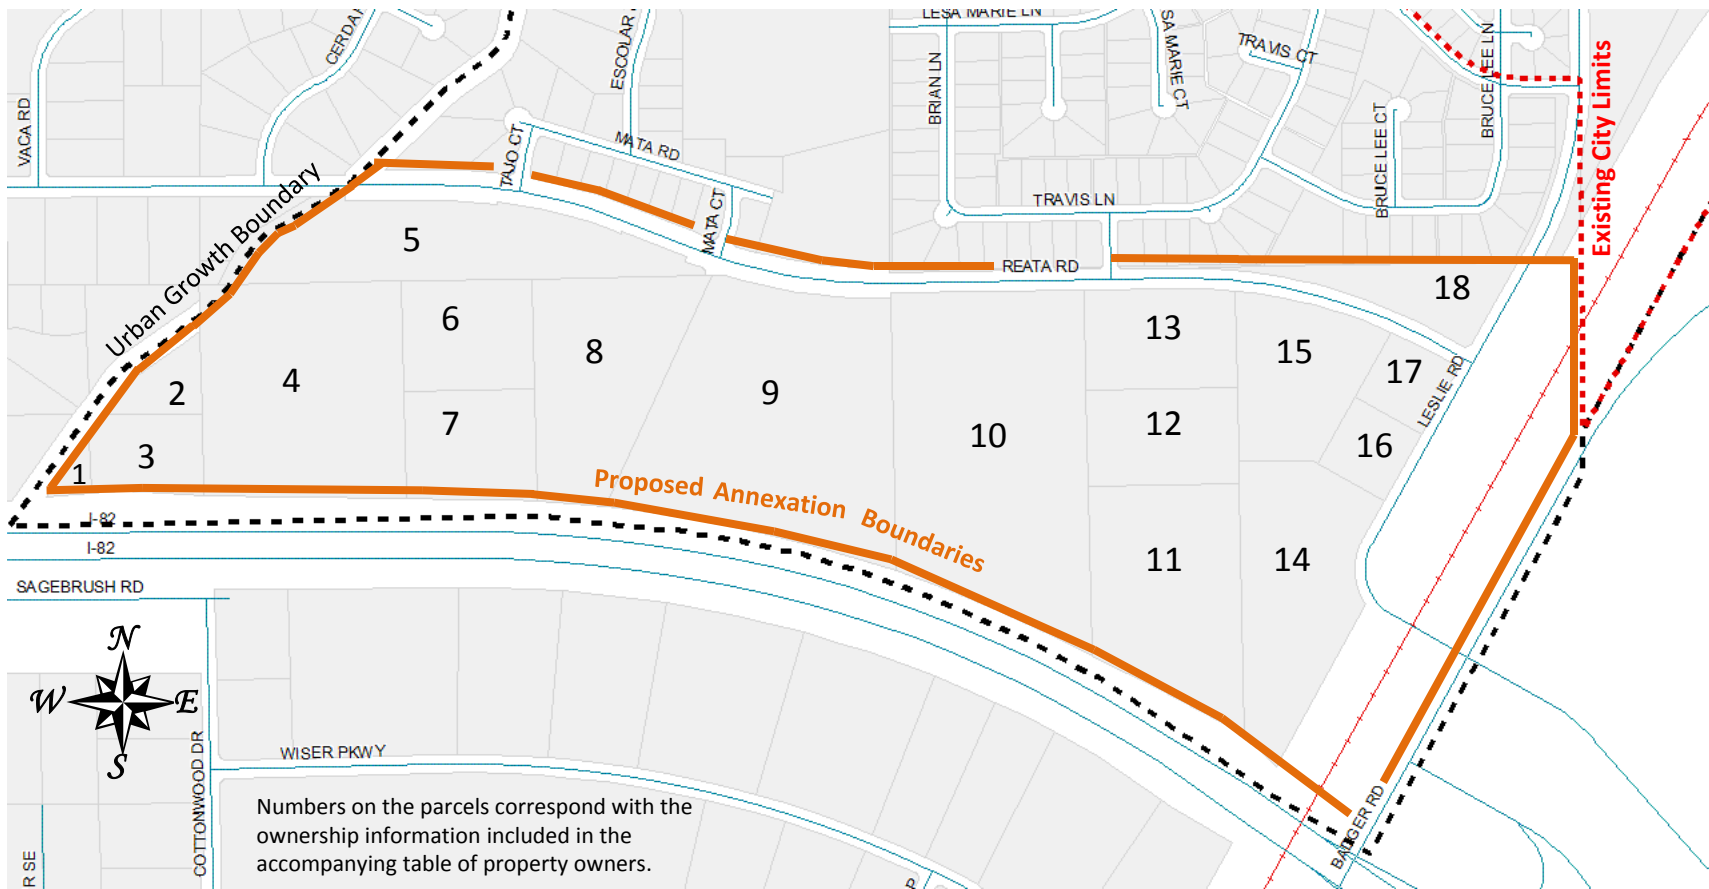 LESA MARIE LN
CERDA
ESCOLAR
SA MARIE CT
TRAVIS CT
BRUCE LEE LN
BRIAN LN
VACA RD
Existing City Limits
BRUCE LEE CT
TAJO CT
MATA RD
Urban Growth Boundary
MATA CT
TRAVIS LN
5
REATA RD
18
6
13
8
15
17
4
2
9
LESLIE RD
7
10
12
16
3
1
Proposed Annexation Boundaries
I-82
I-82
11
14
SAGEBRUSH RD
N
W
E
S
COTTONWOOD DR
WISER PKWY
Numbers on the parcels correspond with the
ownership information included in the
accompanying table of property owners.
BADGER RD
R SE
P